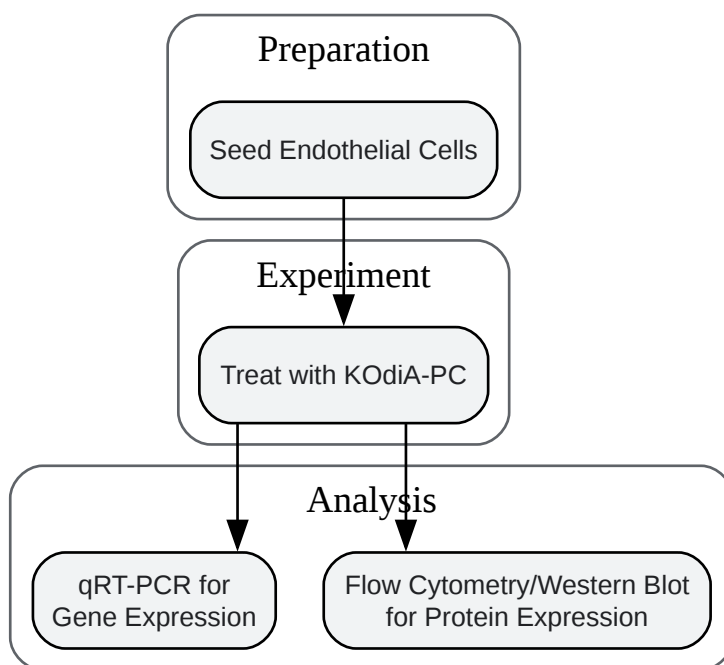 Preparation
Seed Endothelial Cells
Experiment
Treat with KOdiA-PC
Analysis
qRT-PCR for
Gene Expression
Flow Cytometry/Western Blot
for Protein Expression